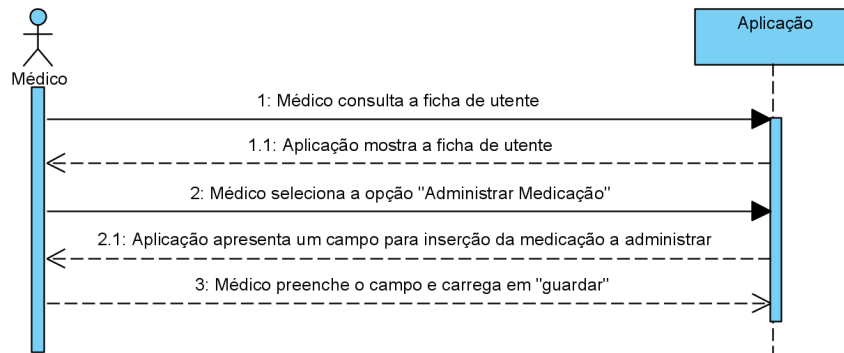 Aplicação
Médico
1: Médico consulta a ficha de utente
1.1: Aplicação mostra a ficha de utente
2: Médico seleciona a opção "Administrar Medicação"
2.1: Aplicação apresenta um campo para inserção da medicação a administrar
3: Médico preenche o campo e carrega em "guardar"